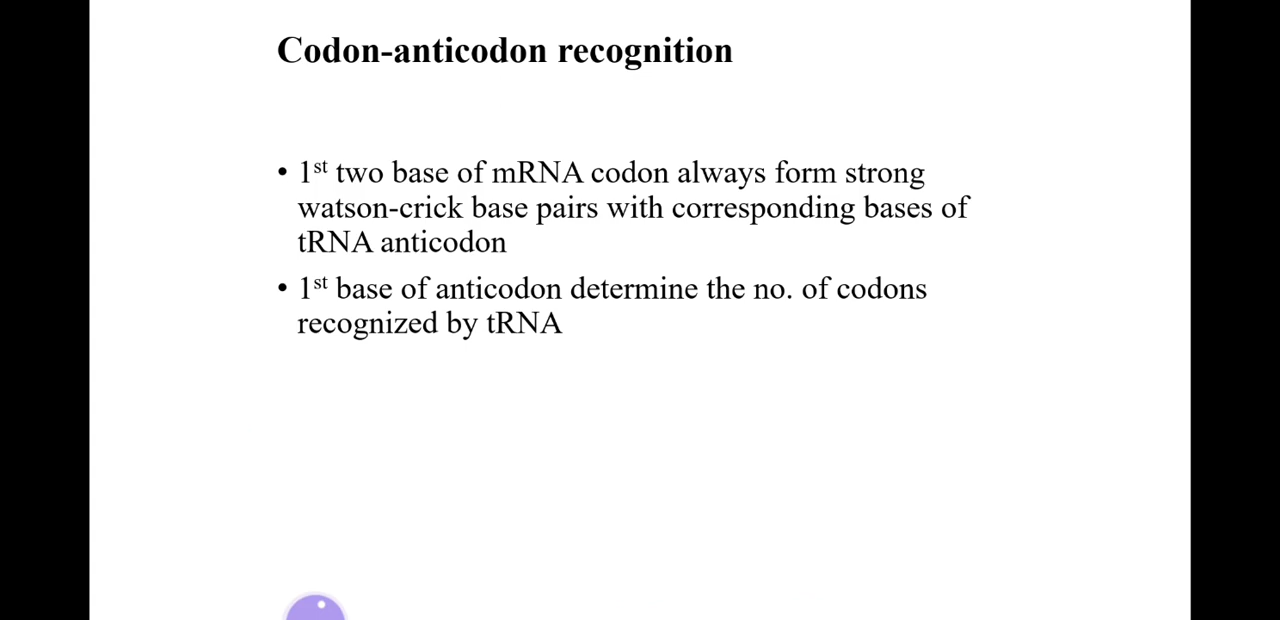 Codon-anticodon recognition
• 1st two base of mRNA codon always form strong
watson-crick base pairs with corresponding bases of
tRNA anticodon
• 1st base of anticodon determine the no. of codons
recognized by tRNA